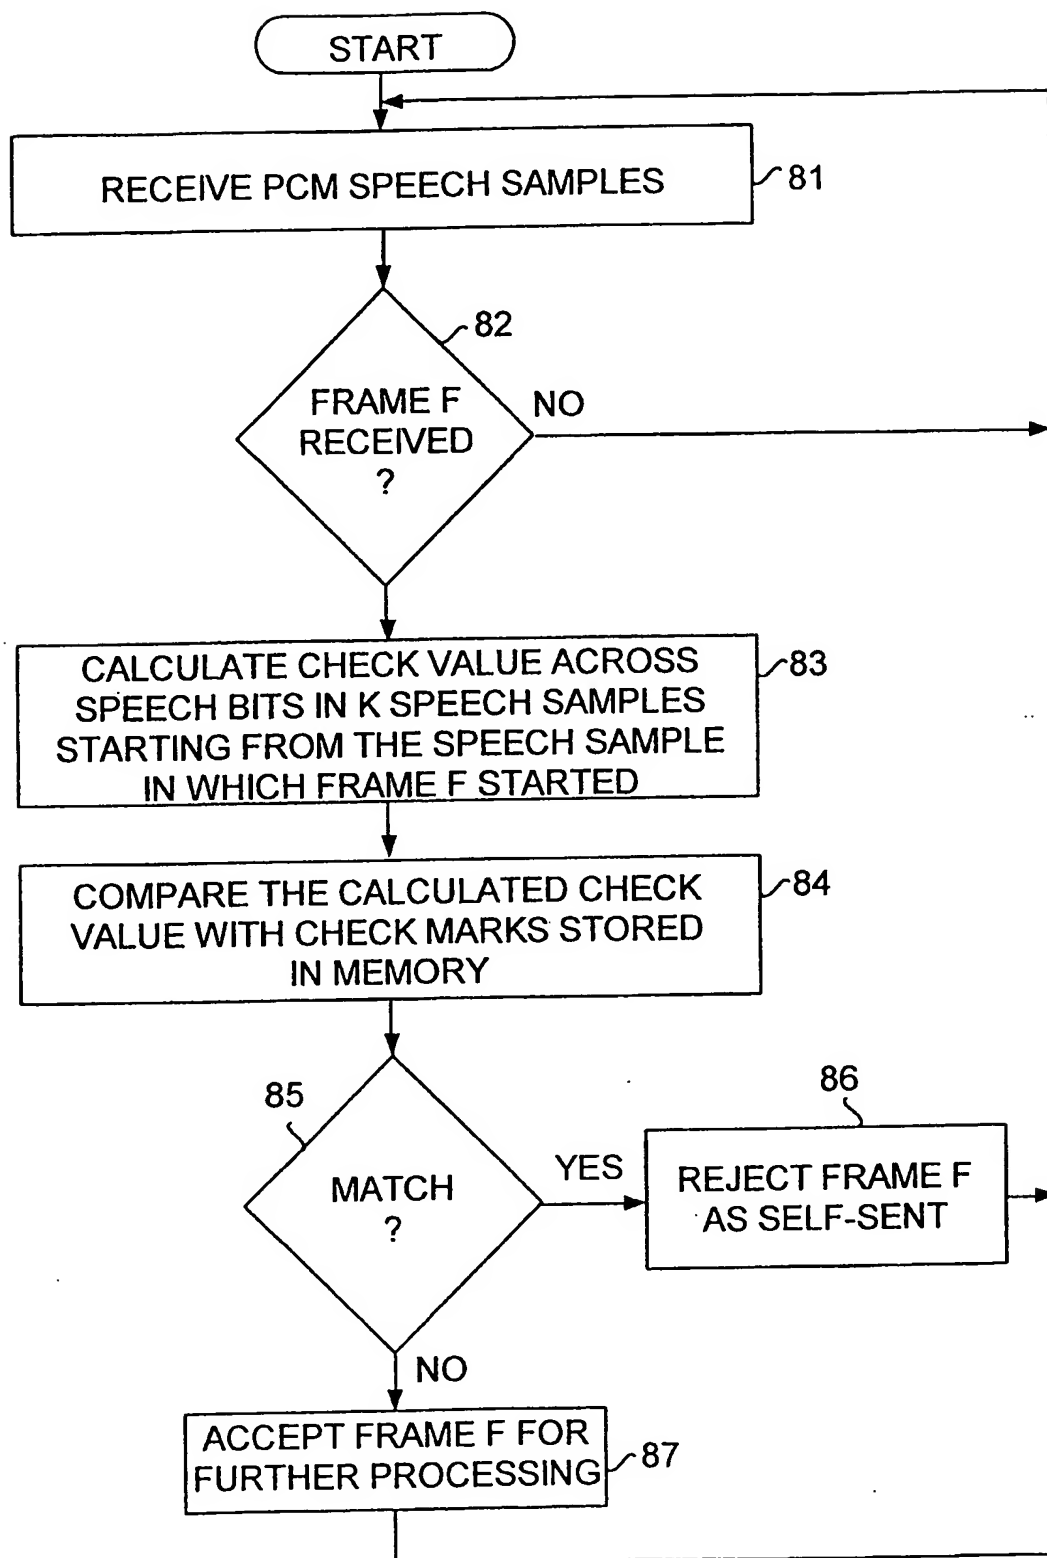 START
RECEIVE PCM SPEECH SAMPLES
81
82
FRAME F
RECEIVED
?
NO
CALCULATE CHECK VALUE ACROSS
SPEECH BITS IN K SPEECH SAMPLES
STARTING FROM THE SPEECH SAMPLE
IN WHICH FRAME F STARTED
83
COMPARE THE CALCULATED CHECK
VALUE WITH CHECK MARKS STORED
IN MEMORY
84
85
MATCH
?
YES
86
REJECT FRAME F
AS SELF-SENT
NO
ACCEPT FRAME F FOR
FURTHER PROCESSING
87